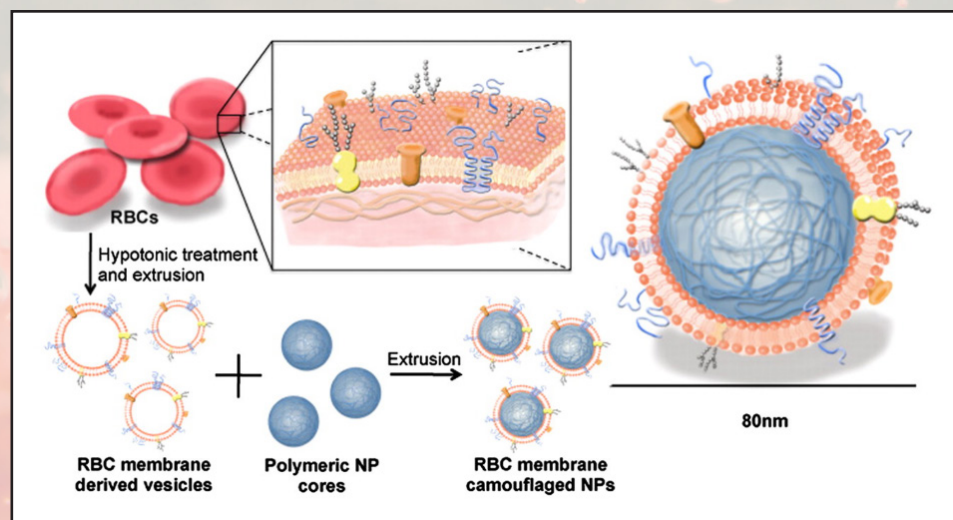 RBCs
Hypotonic treatment
and extrusion
Extrusion
RBC membrane
derived vesicles
Polymeric NP
cores
RBC membrane
camouflaged NPs
80nm